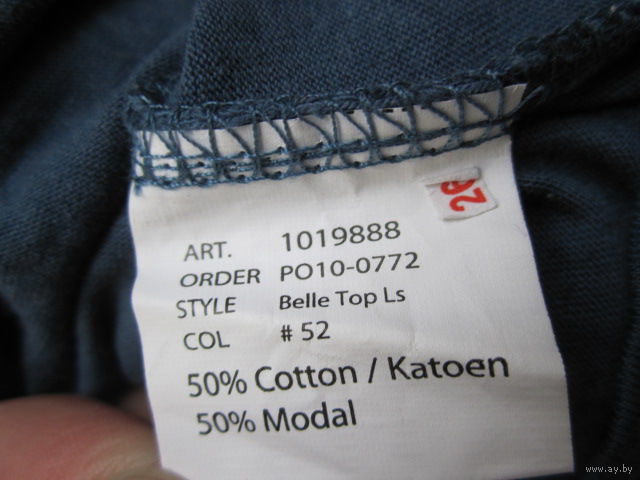 26
ART. 1019888
ORDER PO10-0772
STYLE Belle Top Ls
COL # 52
50% Cotton / Katoen
50% Modal
www.ay.by